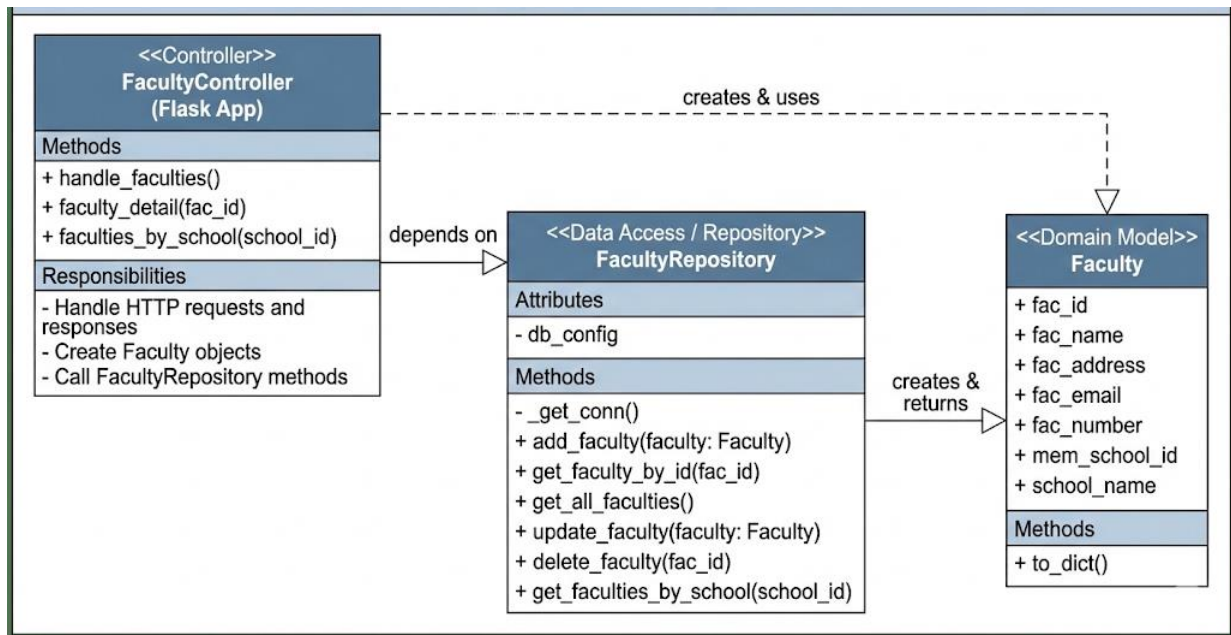 <<Controller>>
FacultyController
(Flask App)
Methods
+ handle_faculties()
+ faculty_detail(fac_id)
+ faculties_by_school(school_id)
Responsibilities
- Handle HTTP requests and
responses
- Create Faculty objects
- Call FacultyRepository methods
creates & uses
depends on
<<Data Access / Repository>>
FacultyRepository
Attributes
- db_config
Methods
- _get_conn()
+ add_faculty(faculty: Faculty)
+ get_faculty_by_id(fac_id)
+ get_all_faculties()
+ update_faculty(faculty: Faculty)
+ delete_faculty(fac_id)
+ get_faculties_by_school(school_id)
creates &
returns
<<Domain Model>>
Faculty
+ fac_id
+ fac_name
+ fac_address
+ fac_email
+ fac_number
+ mem_school_id
+ school_name
Methods
+ to_dict()